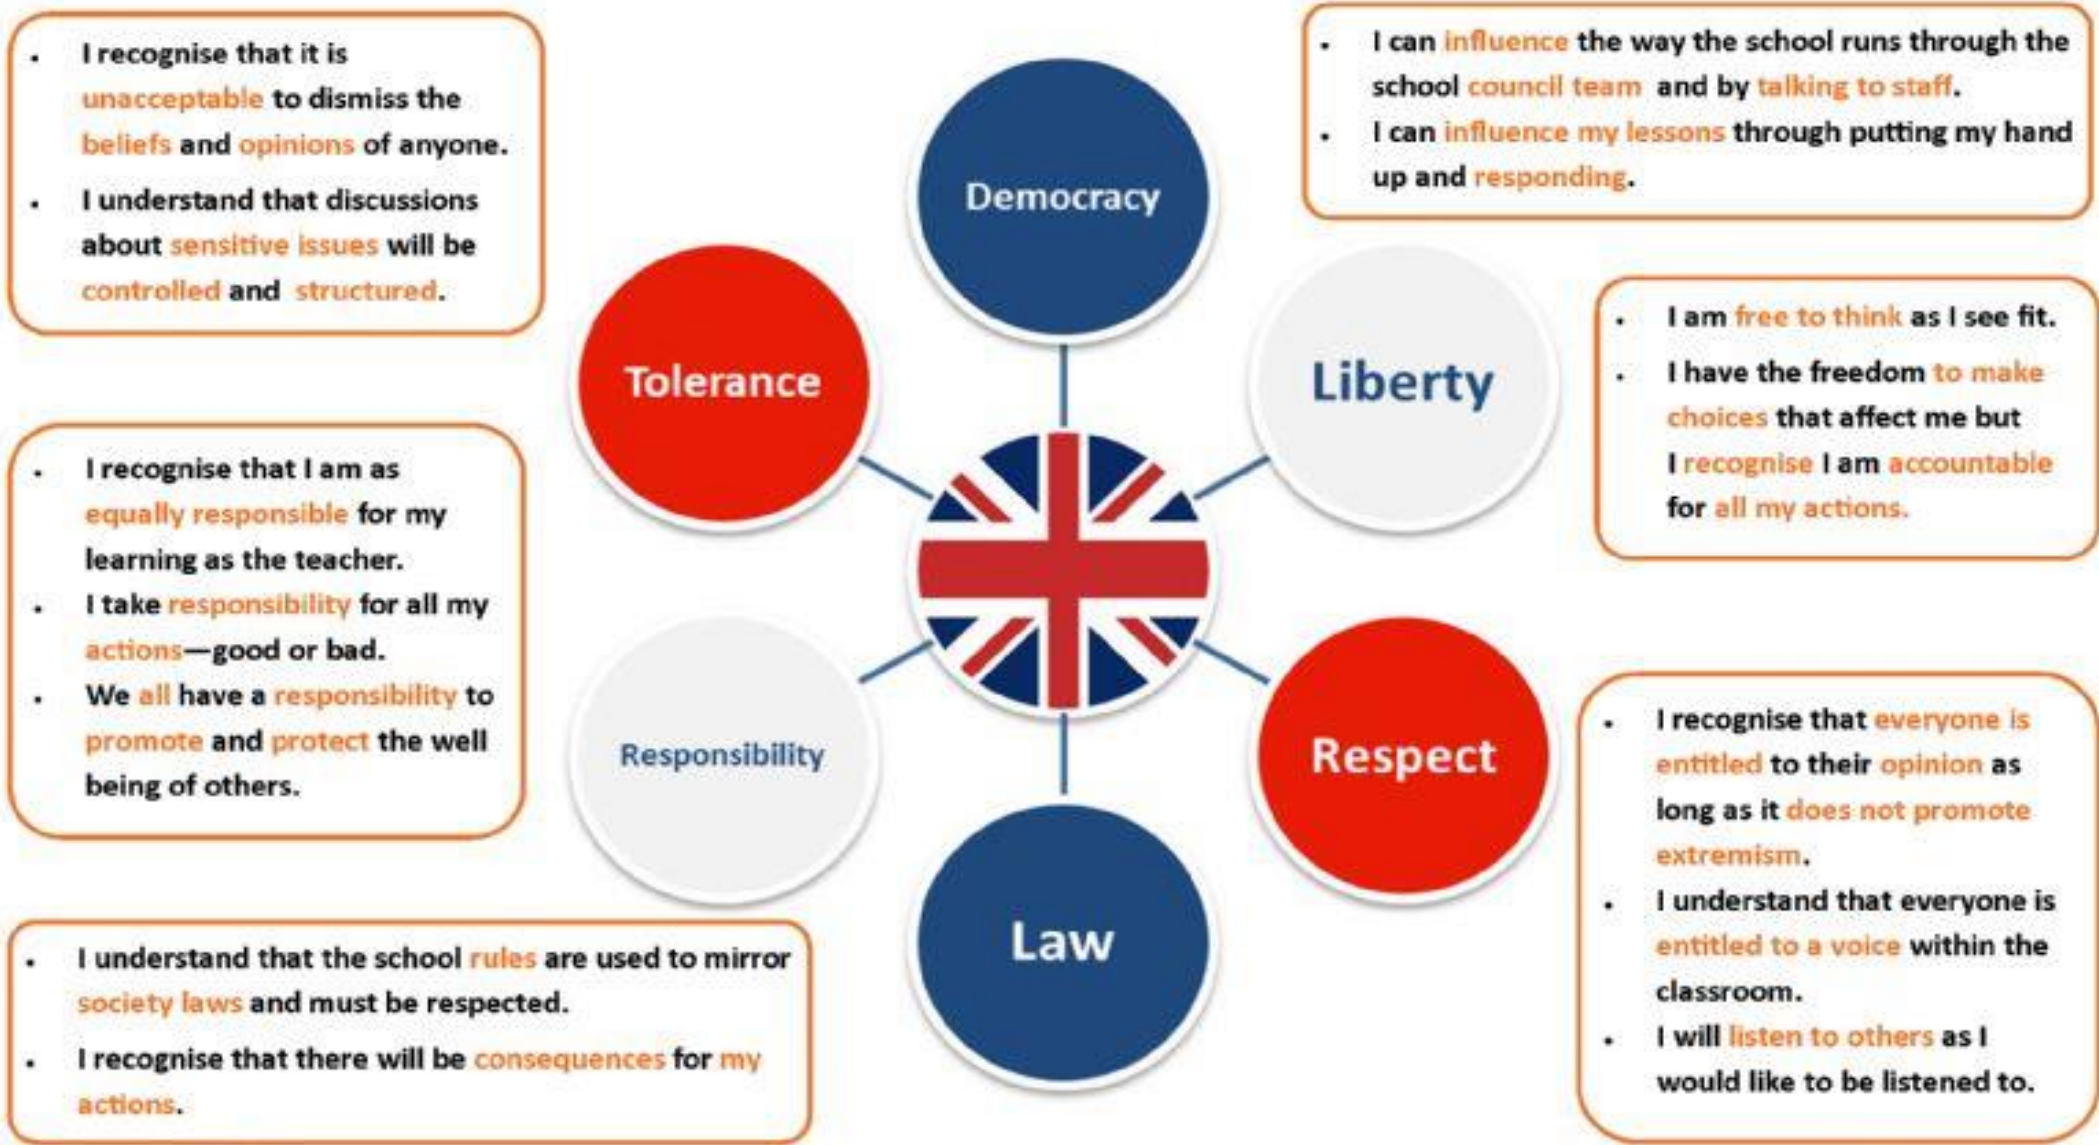 • I recognise that it is
unacceptable to dismiss the
beliefs and opinions of anyone.
• I understand that discussions
about sensitive issues will be
controlled and structured.
Democracy
• I can influence the way the school runs through the
school council team and by talking to staff.
• I can influence my lessons through putting my hand
up and responding.
Tolerance
Liberty
• I am free to think as I see fit.
• I have the freedom to make
choices that affect me but
I recognise I am accountable
for all my actions.
• I recognise that I am as
equally responsible for my
learning as the teacher.
• I take responsibility for all my
actions—good or bad.
• We all have a responsibility to
promote and protect the well
being of others.
Responsibility
Respect
• I recognise that everyone is
entitled to their opinion as
long as it does not promote
extremism.
• I understand that everyone is
entitled to a voice within the
classroom.
• I will listen to others as I
would like to be listened to.
• I understand that the school rules are used to mirror
society laws and must be respected.
• I recognise that there will be consequences for my
actions.
Law